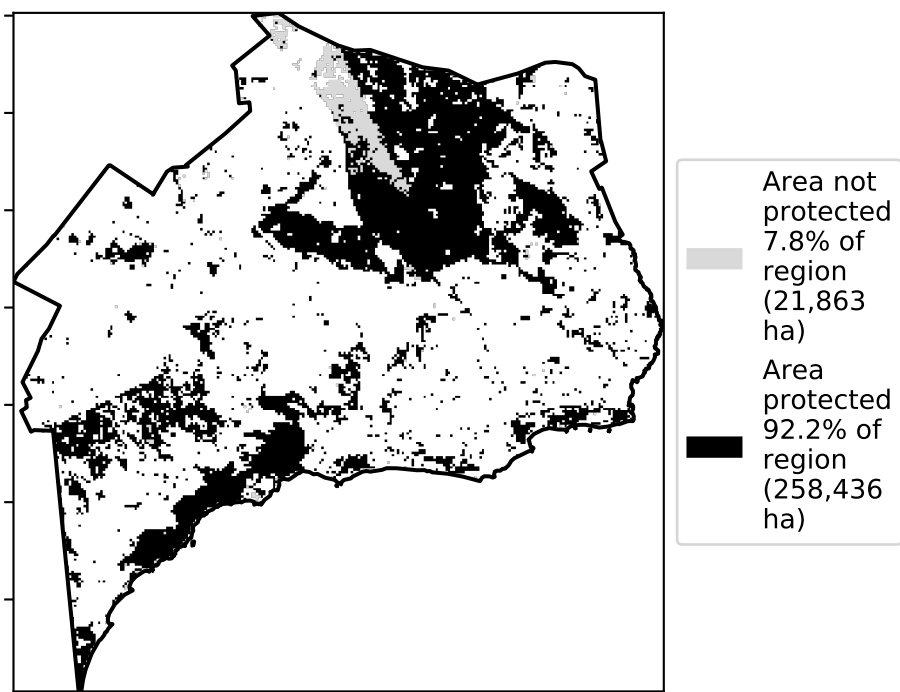 Area not
protected
7.8% of
region
(21,863
ha)
Area
protected
92.2% of
region
(258,436
ha)